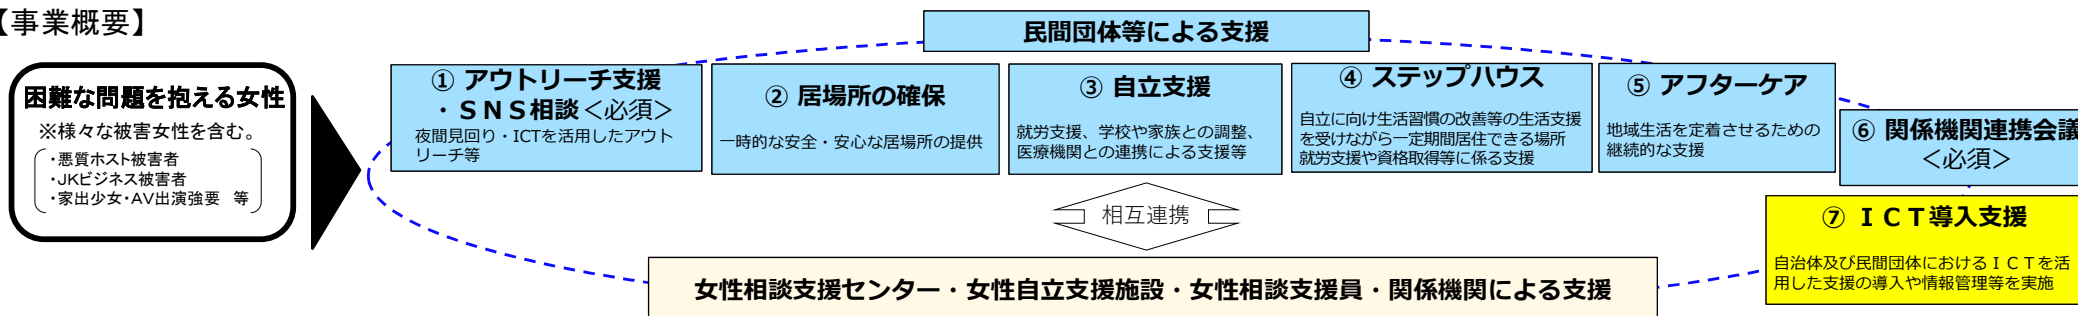 【事業概要】
民間団体等による支援
困難な問題を抱える女性
※様々な被害女性を含む。
・悪質ホスト被害者
・JKビジネス被害者
・家出少女・AV出演強要　等
① アウトリーチ支援
・ＳＮＳ相談＜必須＞
夜間見回り・ICTを活用したアウト
リーチ等
② 居場所の確保
一時的な安全・安心な居場所の提供
③ 自立支援
就労支援、学校や家族との調整、
医療機関との連携による支援等
④ ステップハウス
自立に向け生活習慣の改善等の生活支援
を受けながら一定期間居住できる場所
就労支援や資格取得等に係る支援
⑤ アフターケア
地域生活を定着させるための
継続的な支援
⑥ 関係機関連携会議
＜必須＞
相互連携
⑦ ＩＣＴ導入支援
自治体及び民間団体におけるＩＣＴを活
用した支援の導入や情報管理等を実施
女性相談支援センター・女性自立支援施設・女性相談支援員・関係機関による支援